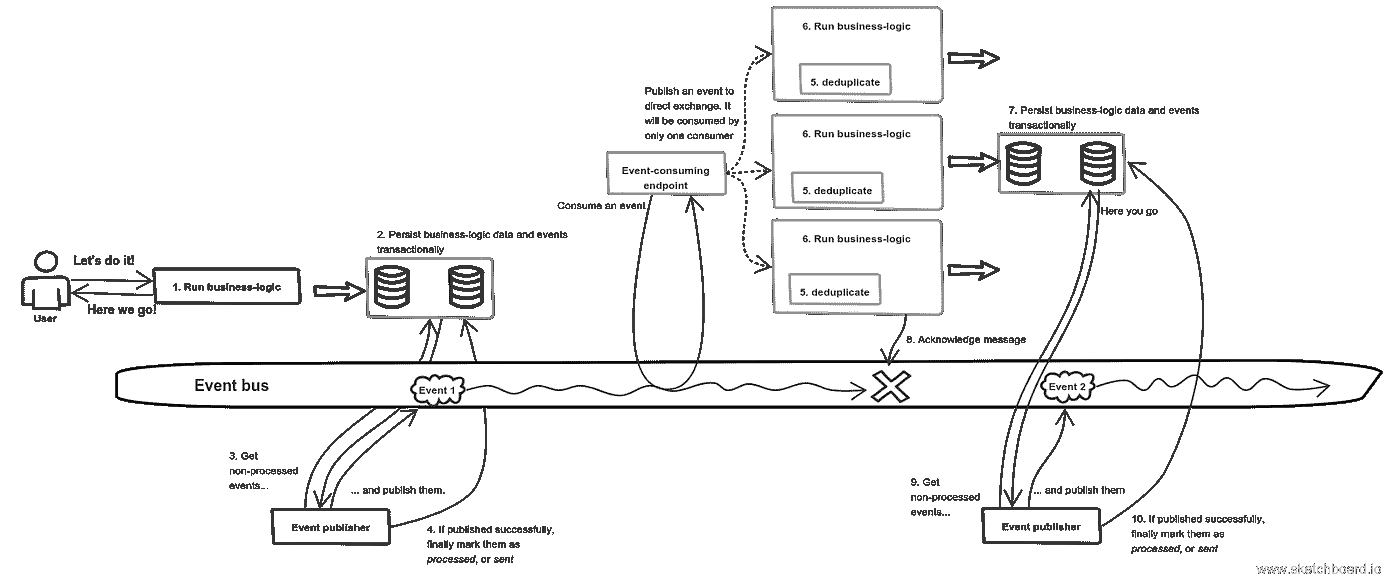 6. Run business-logic
5. deduplicate
Publish an event to
direct exchange. It
will be consumed by
only one consumer
7. Persist business-logic data and events
transactionally
6. Run business-logic
5. deduplicate
Event-consuming
endpoint
Consume an event
Here you go
2. Persist business-logic data and events
transactionally
6. Run business-logic
5. deduplicate
Let's do it!
1. Run business-logic
Here we go!
User
8. Acknowledge message
Event bus
Event 1
Event 2
3. Get
non-processed
events...
... and publish them.
Event publisher
4. If published successfully,
finally mark them as
processed, or sent
9. Get
non-processed
events...
... and publish them
Event publisher
10. If published successfully,
finally mark them as
processed, or sent
www.sketchboard.io